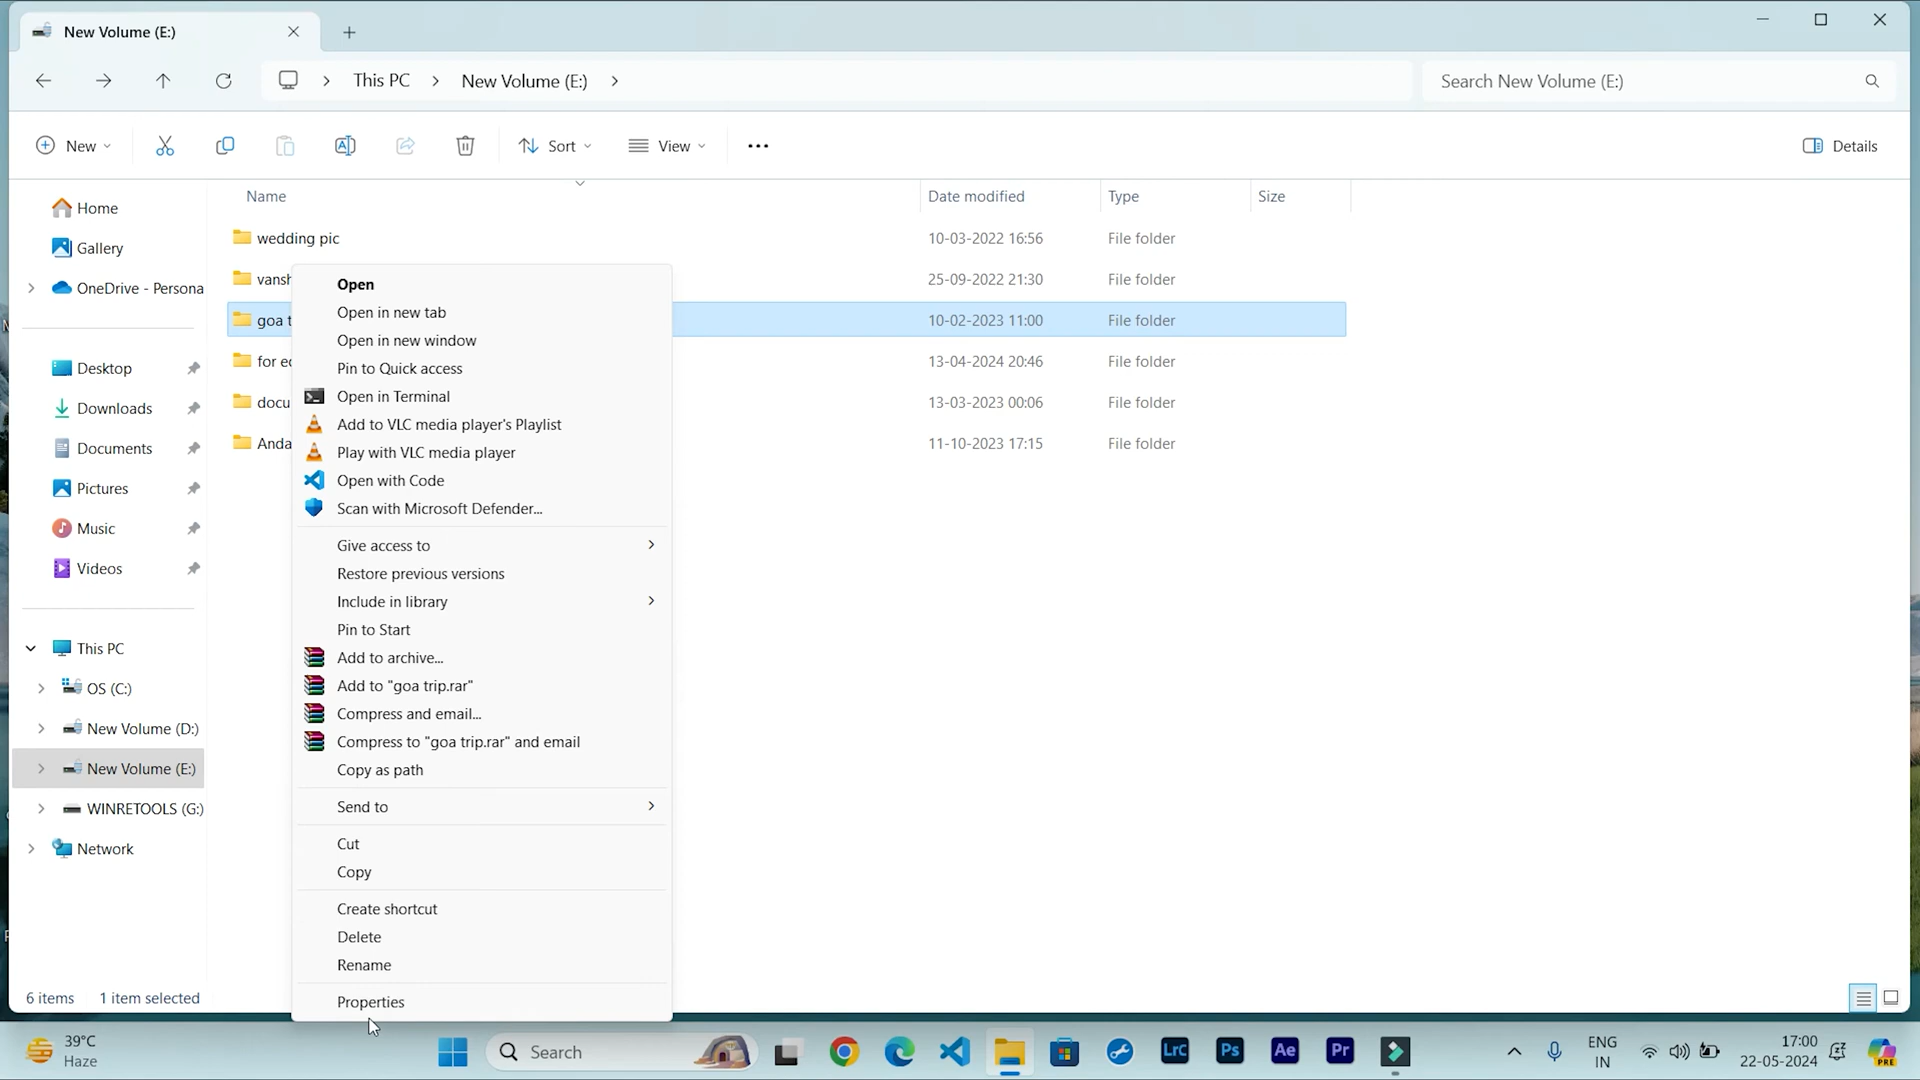 New Volume (E:)
This PC
New Volume (E:)
Search New Volume (E:)
New
Sort
View
Details
Name
Date modified
Type
Size
Home
Gallery
OneDrive - Persona
Desktop
Downloads
Documents
Pictures
Music
Videos
This PC
OS (C:)
New Volume (D:)
New Volume (E:)
WINRETOOLS (G:)
Network
wedding pic 10-03-2022 16:56 File folder
vansh 25-09-2022 21:30 File folder
goa t 10-02-2023 11:00 File folder
for ed 13-04-2024 20:46 File folder
docu 13-03-2023 00:06 File folder
Anda 11-10-2023 17:15 File folder
Open
Open in new tab
Open in new window
Pin to Quick access
Open in Terminal
Add to VLC media player's Playlist
Play with VLC media player
Open with Code
Scan with Microsoft Defender...
Give access to
Restore previous versions
Include in library
Pin to Start
Add to archive...
Add to "goa trip.rar"
Compress and email...
Compress to "goa trip.rar" and email
Copy as path
Send to
Cut
Copy
Create shortcut
Delete
Rename
Properties
6 items 1 item selected
39°C
Haze
Search
LrC
Ps
Ae
Pr
ENG
IN
17:00
22-05-2024
PRE